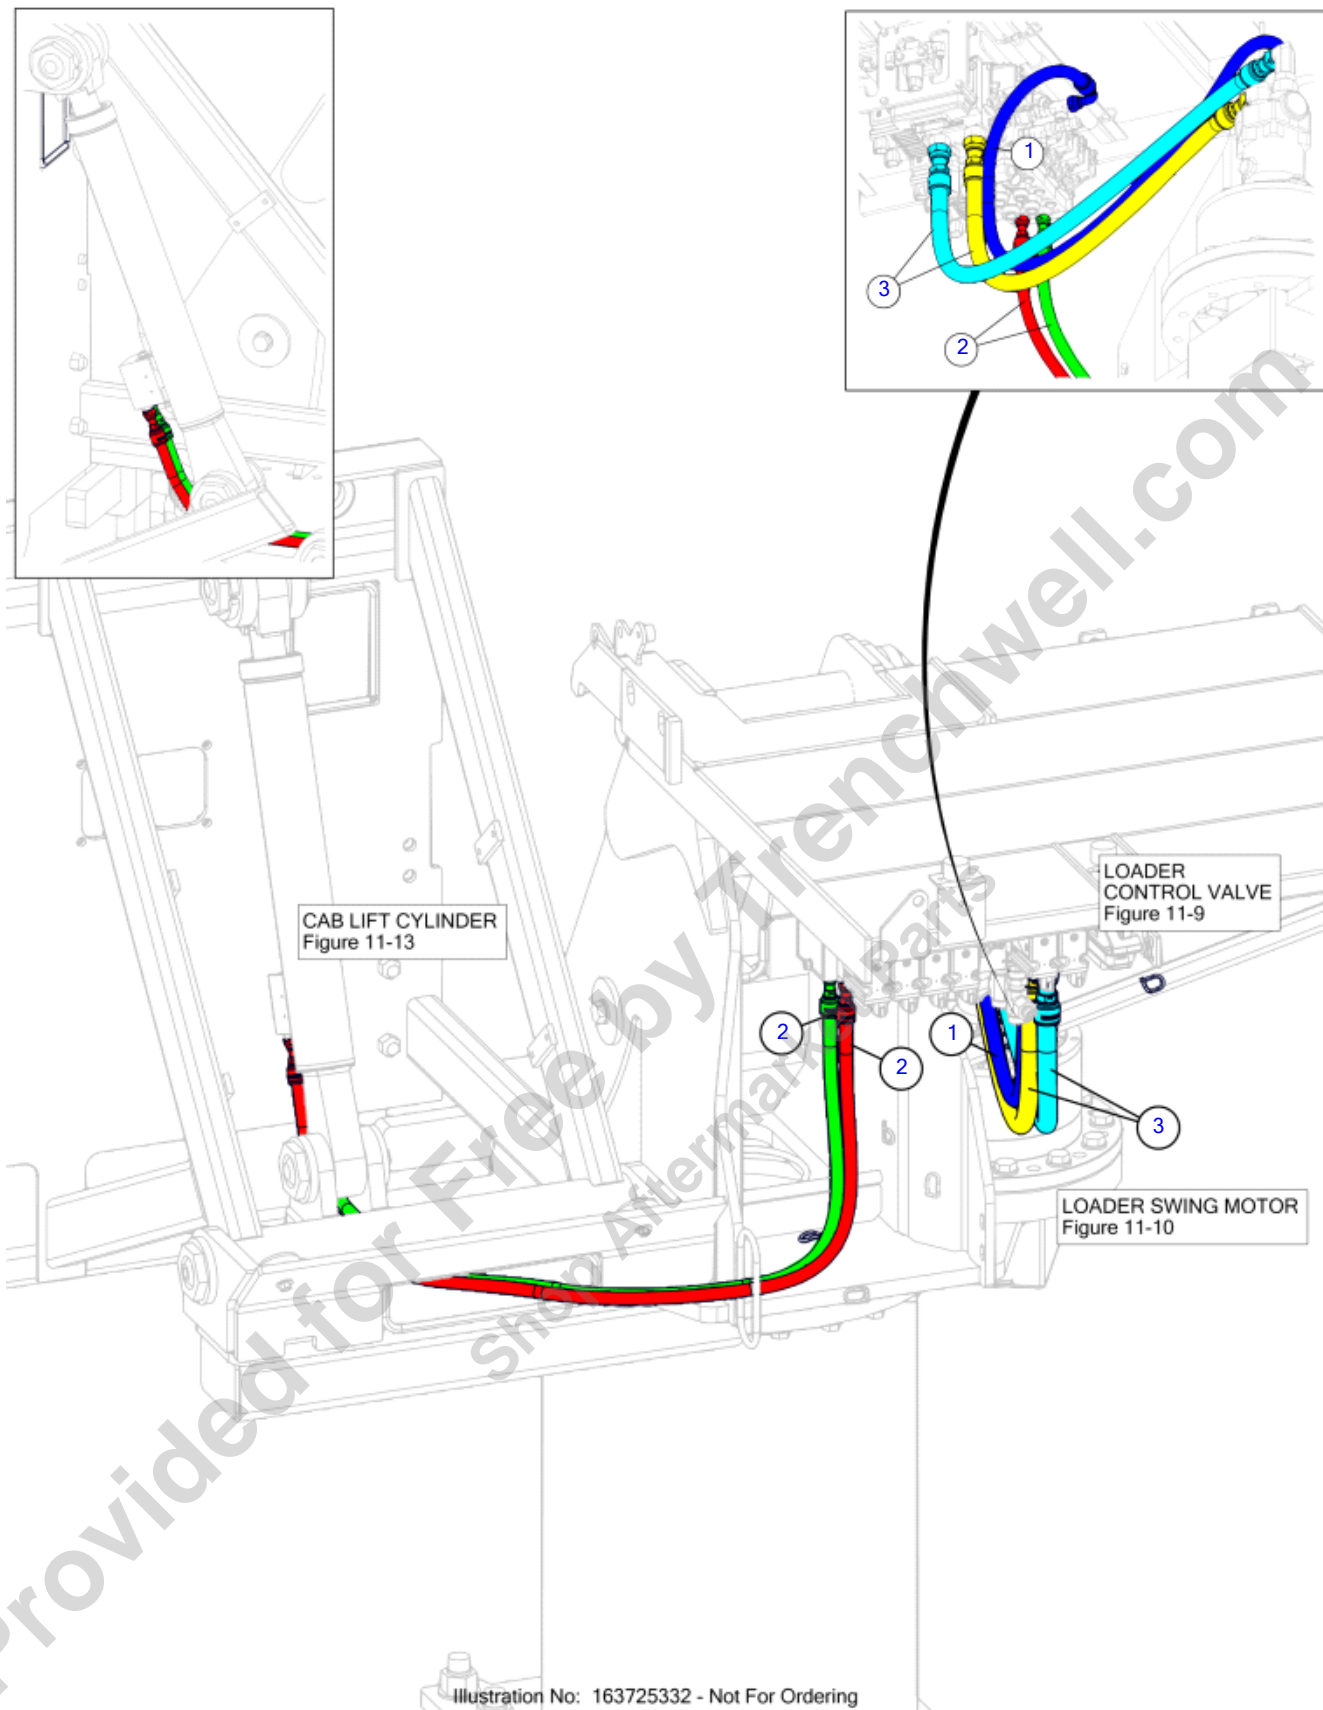 1
3
2
CAB LIFT CYLINDER
Figure 11-13
LOADER
CONTROL VALVE
Figure 11-9
2
2
1
3
LOADER SWING MOTOR
Figure 11-10
Provided for Free by Trenchwell.com
Shop Aftermarket Parts
Illustration No: 163725332 - Not For Ordering